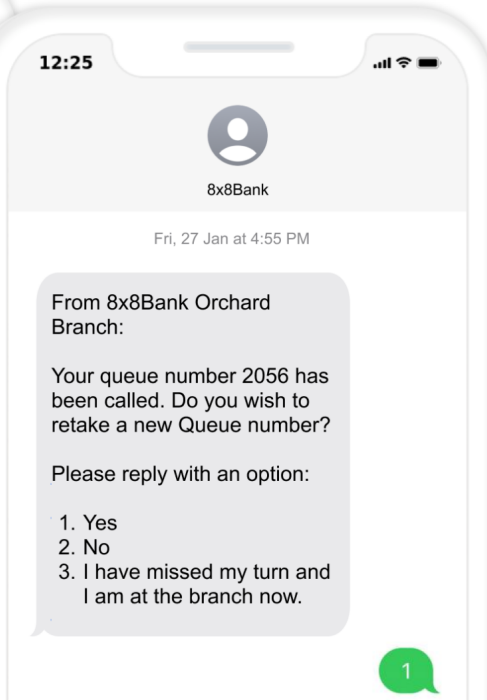 12:25
8x8Bank
Fri, 27 Jan at 4:55 PM
From 8x8Bank Orchard
Branch:
Your queue number 2056 has
been called. Do you wish to
retake a new Queue number?
Please reply with an option:
1. Yes
2. No
3. I have missed my turn and
I am at the branch now.
1